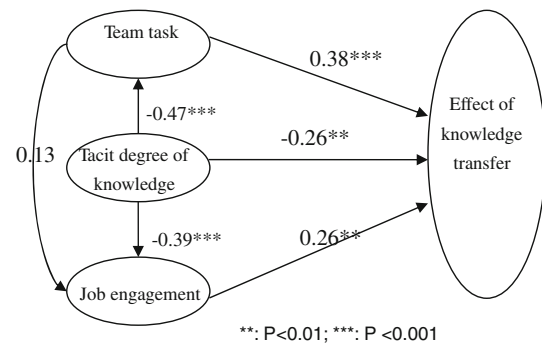 Team task
0.38***
Effect of
knowledge
transfer
-0.47***
-0.26**
0.13
Tacit degree of
knowledge
-0.39***
0.26**
Job engagement
**: P<0.01; ***: P <0.001